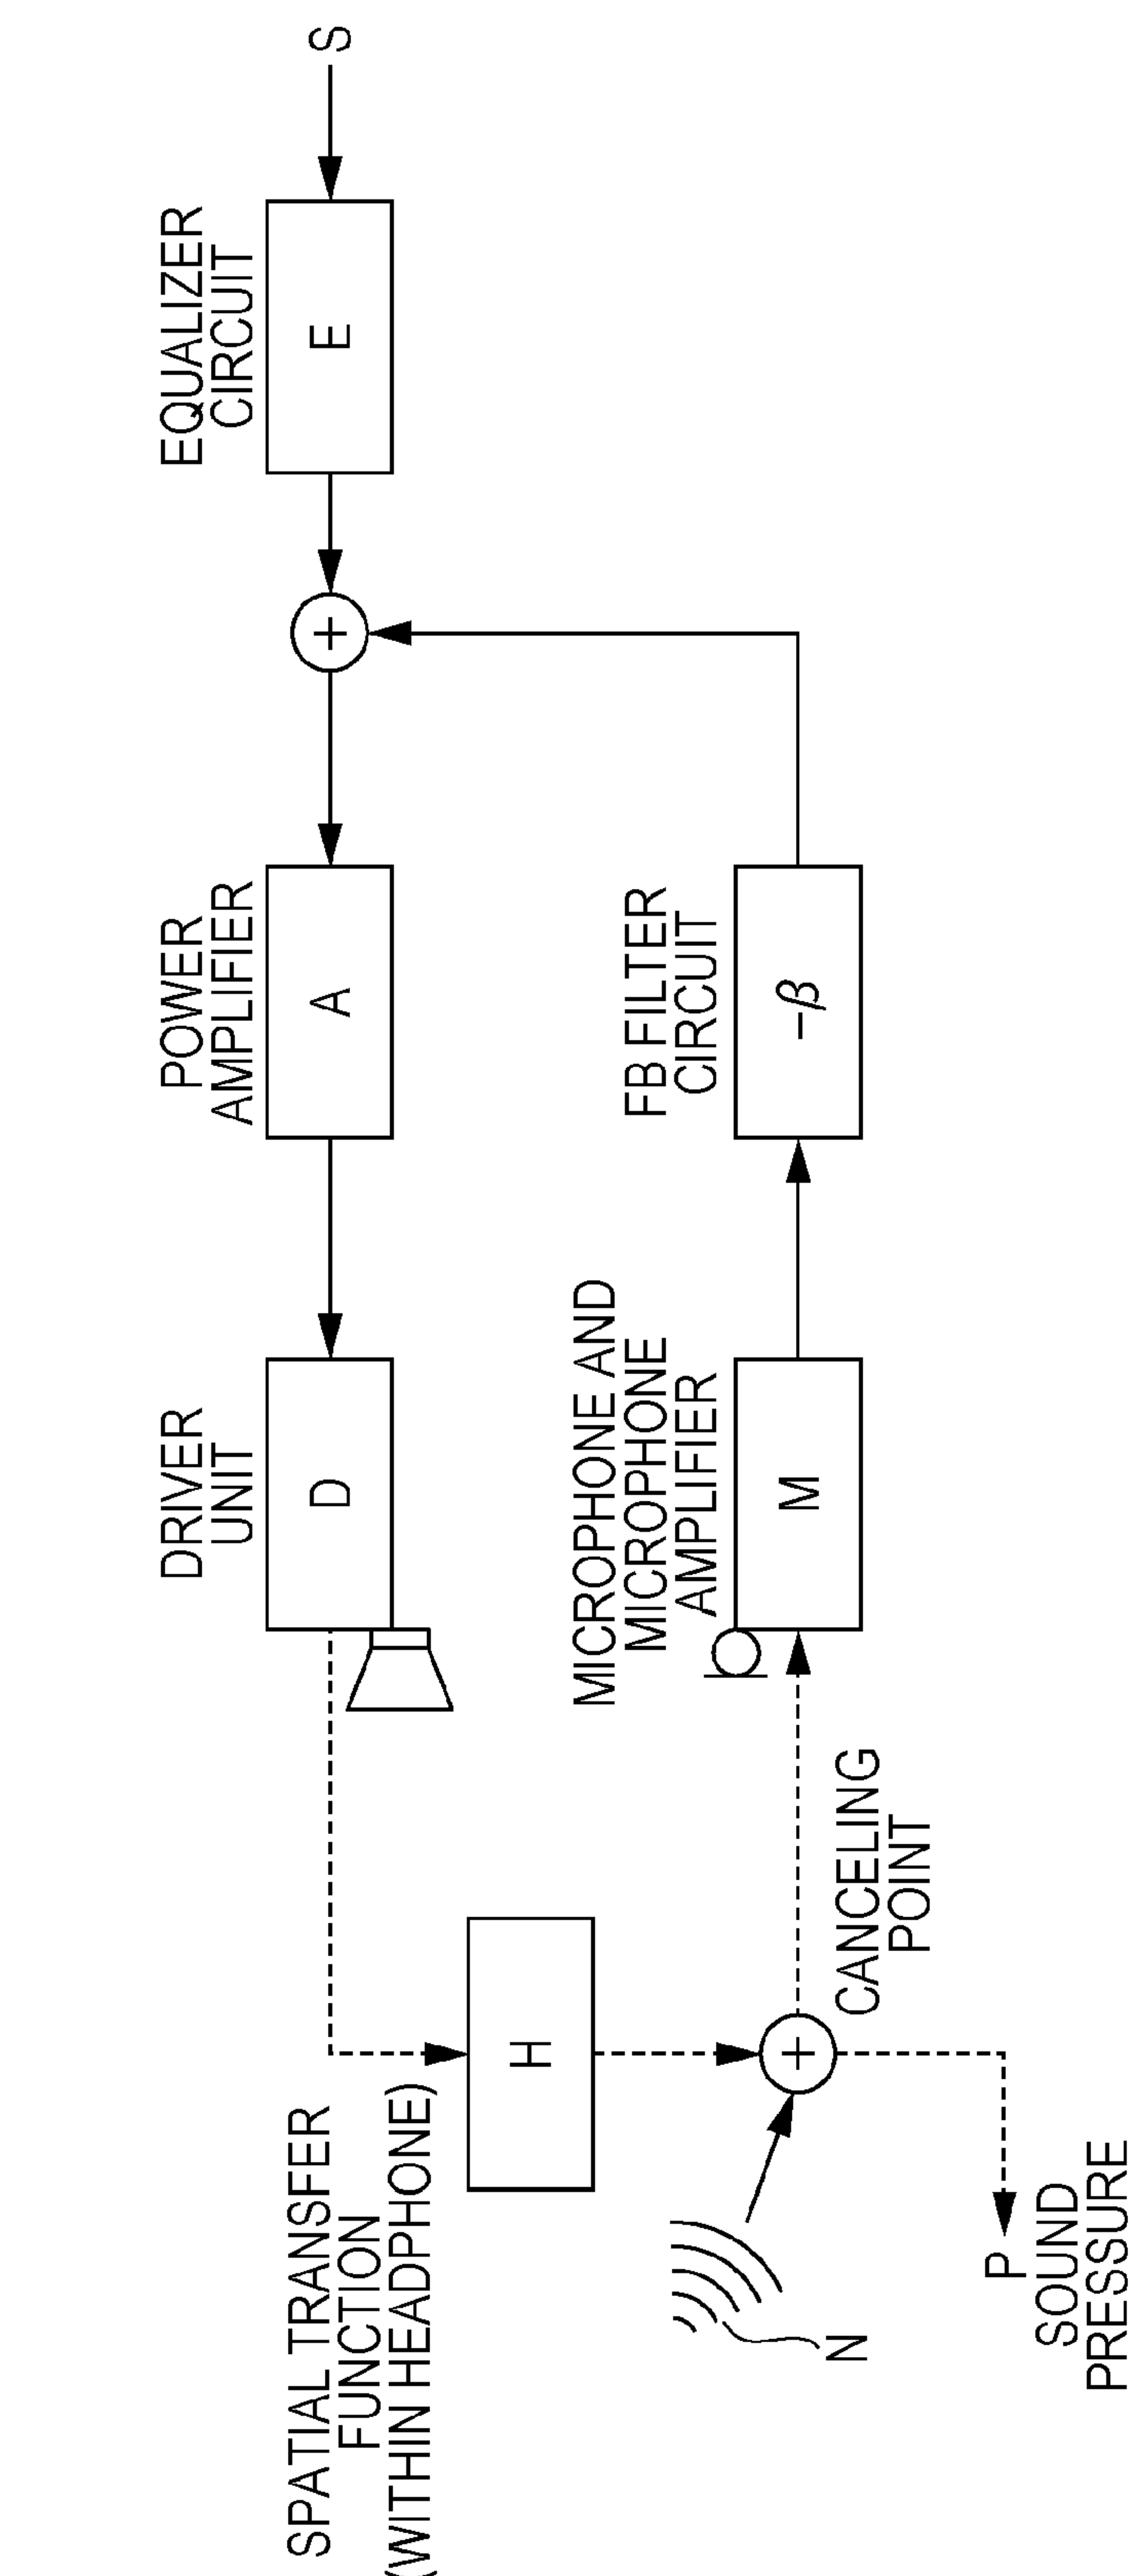 SPATIAL TRANSFER
FUNCTION
(WITHIN HEADPHONE)
DRIVER
UNIT
D
POWER
AMPLIFIER
A
+
EQUALIZER
CIRCUIT
E
S
H
MICROPHONE AND
MICROPHONE
AMPLIFIER
M
FB FILTER
CIRCUIT
−β
+
CANCELING
POINT
N
P
SOUND
PRESSURE